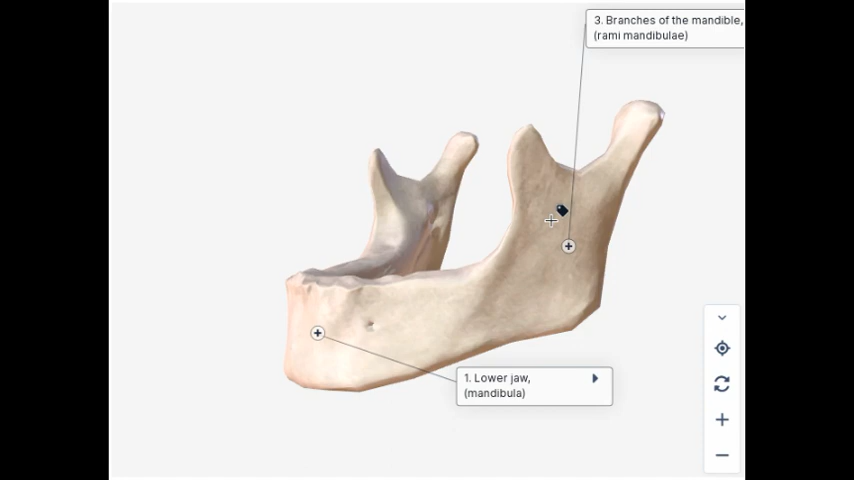 3. Branches of the mandible,
(rami mandibulae)
1. Lower jaw,
(mandibula)